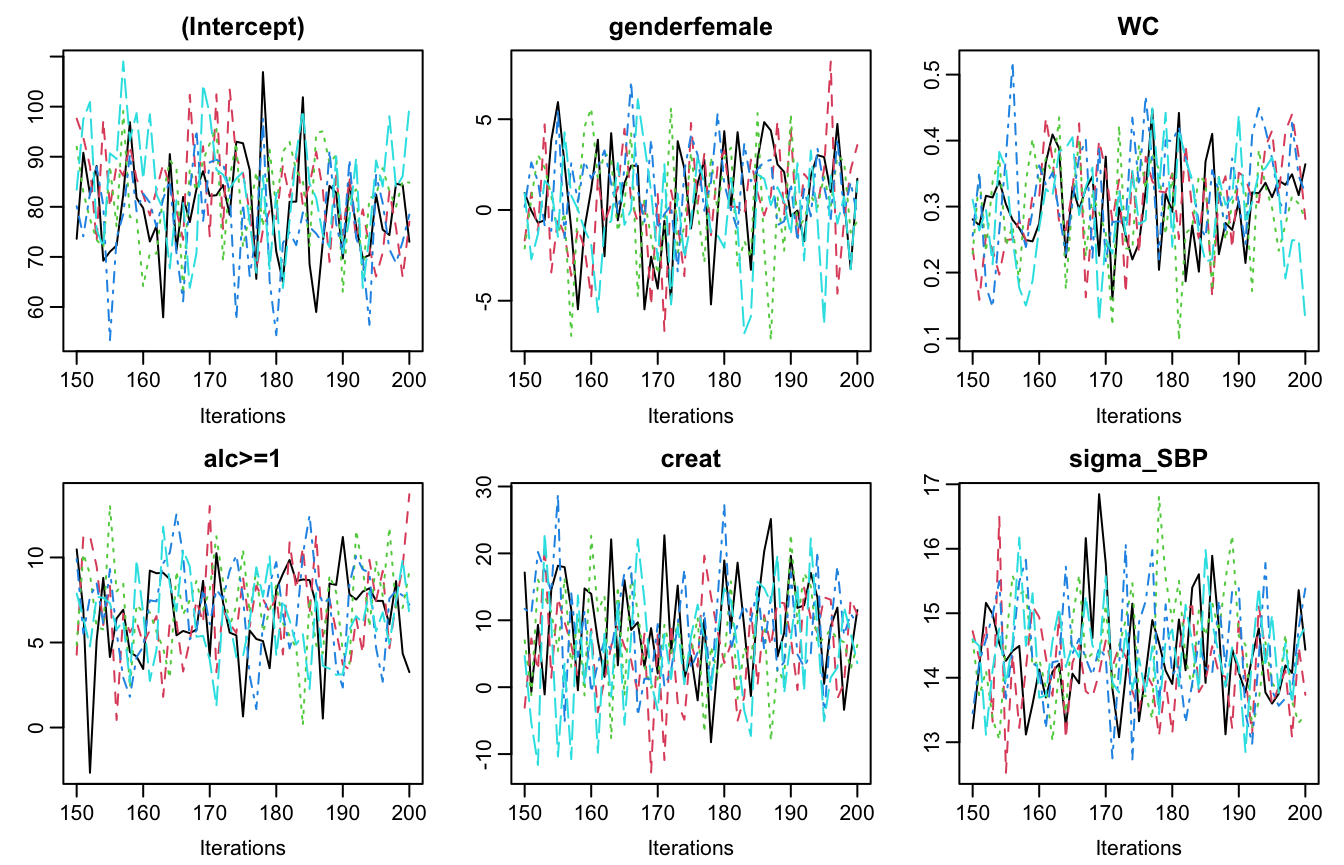 (Intercept) genderfemale WC
60 70 80 90 100
-5 0 5
0.1 0.2 0.3 0.4 0.5
150 160 170 180 190 200 150 160 170 180 190 200 150 160 170 180 190 200
Iterations Iterations Iterations
alc>=1 creat sigma_SBP
0 5 10
-10 0 10 20 30
13 14 15 16 17
150 160 170 180 190 200 150 160 170 180 190 200 150 160 170 180 190 200
Iterations Iterations Iterations